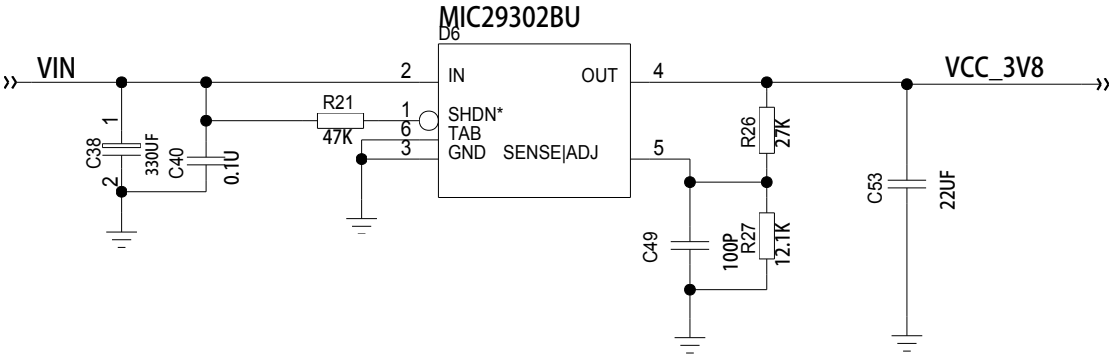 MIC29302BU
D6
VIN
2
IN
OUT
4
VCC_3V8
R21
47K
1
SHDN*
6
TAB
3
GND
SENSE|ADJ
5
1
C38
330UF
2
C40
0.1U
R26
27K
C49
100P
R27
12.1K
C53
22UF